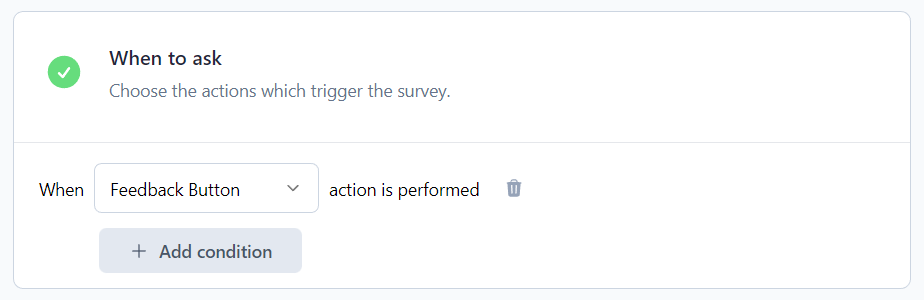 When to ask
Choose the actions which trigger the survey.
When Feedback Button action is performed
+ Add condition